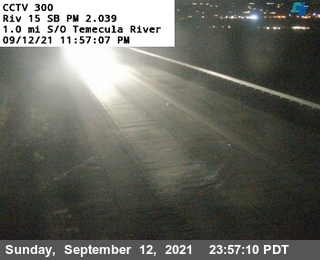 CCTV 300
Riv 15 SB PM 2.039
1.0 mi S/O Temecula River
09/12/21 11:57:07 PM
Sunday, September 12, 2021 23:57:10 PDT